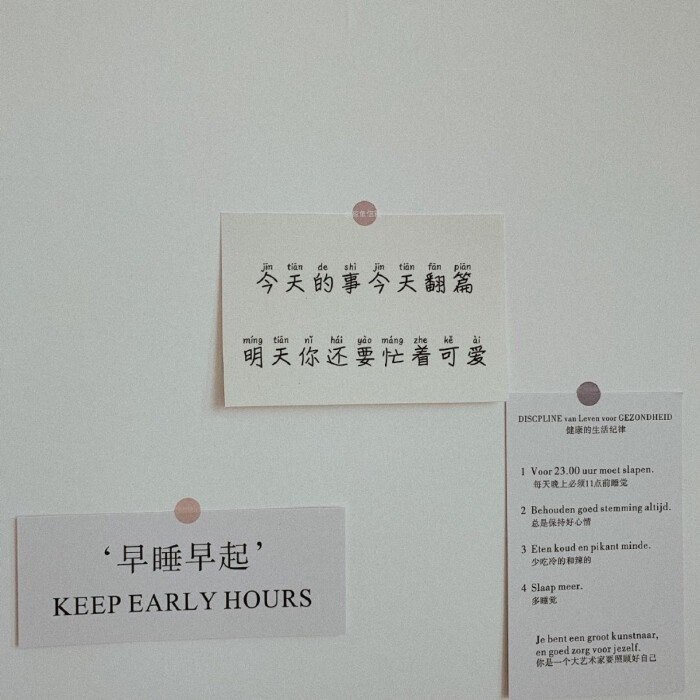 jīn tiān de shì jīn tiān fān piān
今天的事今天翻篇
míng tiān nǐ hái yào máng zhe kě ài
明天你还要忙着可爱
DISCPLINE van Leven voor GEZONDHEID
健康的生活纪律
1 Voor 23.00 uur moet slapen.
每天晚上必须11点前睡觉
2 Behouden goed stemming altijd.
总是保持好心情
3 Eten koud en pikant minde.
少吃冷的和辣的
4 Slaap meer.
多睡觉
Je bent een groot kunstnaar,
en goed zorg voor jezelf.
你是一个大艺术家要照顾好自己
‘早睡早起’
KEEP EARLY HOURS